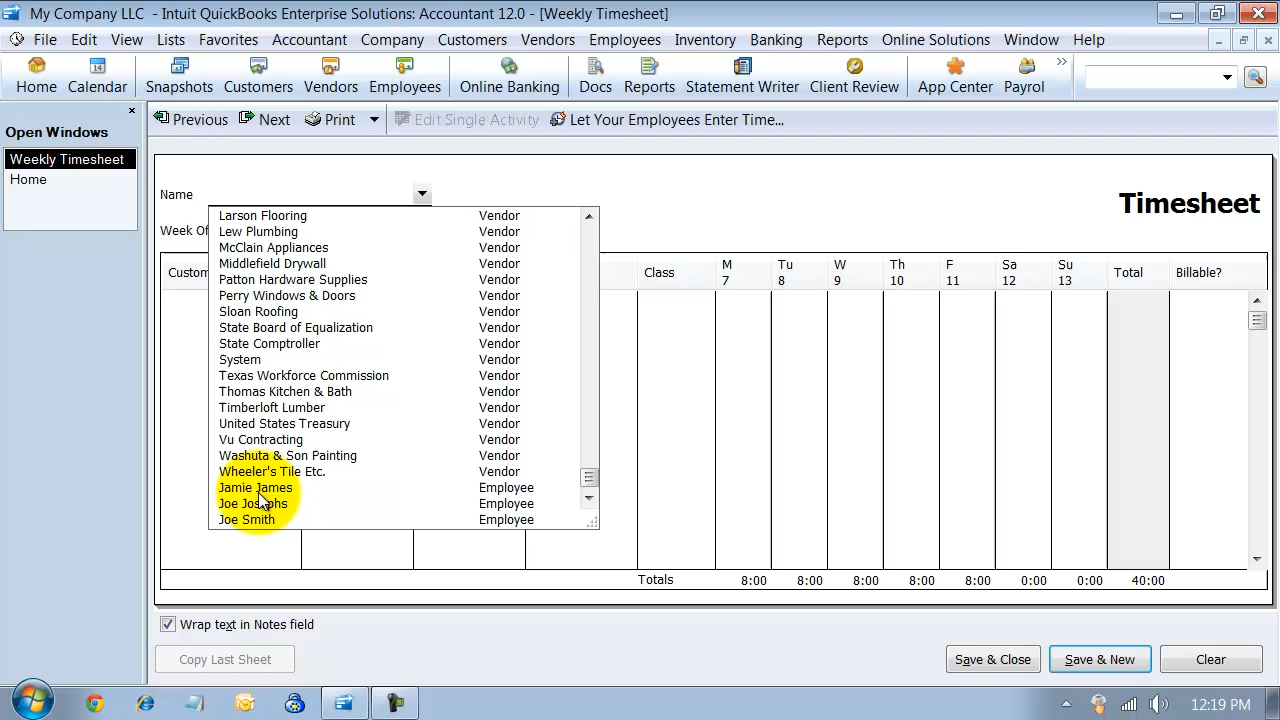 My Company LLC - Intuit QuickBooks Enterprise Solutions: Accountant 12.0 - [Weekly Timesheet]
File Edit View Lists Favorites Accountant Company Customers Vendors Employees Inventory Banking Reports Online Solutions Window Help
Home Calendar Snapshots Customers Vendors Employees Online Banking Docs Reports Statement Writer Client Review App Center Payrol
Open Windows
Weekly Timesheet
Home
Previous Next Print Edit Single Activity Let Your Employees Enter Time...
Name
Timesheet
Week Of
Custom Class M 7 Tu 8 W 9 Th 10 F 11 Sa 12 Su 13 Total Billable?
Larson Flooring Vendor
Lew Plumbing Vendor
McClain Appliances Vendor
Middlefield Drywall Vendor
Patton Hardware Supplies Vendor
Perry Windows & Doors Vendor
Sloan Roofing Vendor
State Board of Equalization Vendor
State Comptroller Vendor
System Vendor
Texas Workforce Commission Vendor
Thomas Kitchen & Bath Vendor
Timberloft Lumber Vendor
United States Treasury Vendor
Vu Contracting Vendor
Washuta & Son Painting Vendor
Wheeler's Tile Etc. Vendor
Jamie James Employee
Joe Josephs Employee
Joe Smith Employee
Totals 8:00 8:00 8:00 8:00 8:00 0:00 0:00 40:00
Wrap text in Notes field
Copy Last Sheet Save & Close Save & New Clear
12:19 PM